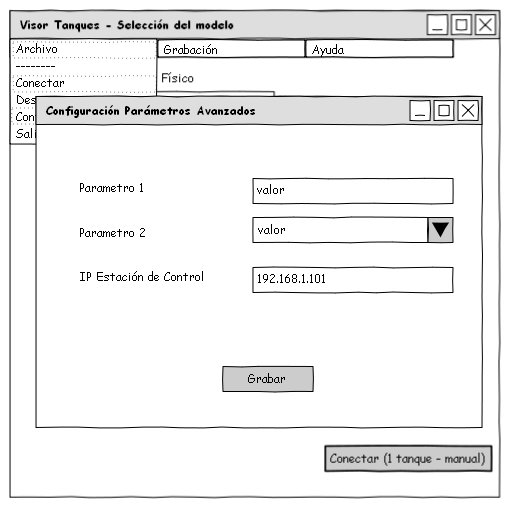 Visor Tanques - Selección del modelo
Archivo
Grabación
Ayuda
--------
Físico
Conectar
Des
Con
Sali
Configuración Parámetros Avanzados
Parametro 1
valor
Parametro 2
valor
IP Estación de Control
192.168.1.101
Grabar
Conectar (1 tanque - manual)